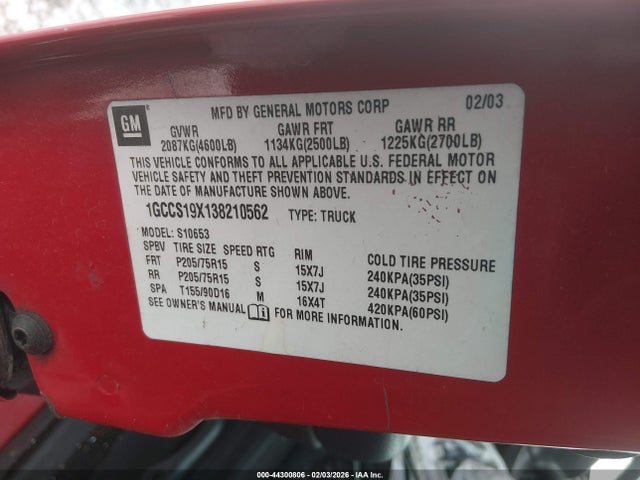 GM
MFD BY GENERAL MOTORS CORP 02/03
GVWR GAWR FRT GAWR RR
2087KG(4600LB) 1134KG(2500LB) 1225KG(2700LB)
THIS VEHICLE CONFORMS TO ALL APPLICABLE U.S. FEDERAL MOTOR
VEHICLE SAFETY AND THEFT PREVENTION STANDARDS IN EFFECT ON
THE DATE OF MANUFACTURE SHOWN ABOVE.
1GCCS19X138210562 TYPE: TRUCK
MODEL: S10653
SPBV TIRE SIZE SPEED RTG RIM COLD TIRE PRESSURE
FRT P205/75R15 S 15X7J 240KPA(35PSI)
RR P205/75R15 S 15X7J 240KPA(35PSI)
SPA T155/90D16 M 16X4T 420KPA(60PSI)
SEE OWNER'S MANUAL FOR MORE INFORMATION.
000-44300806 - 02/03/2026 - IAA Inc.